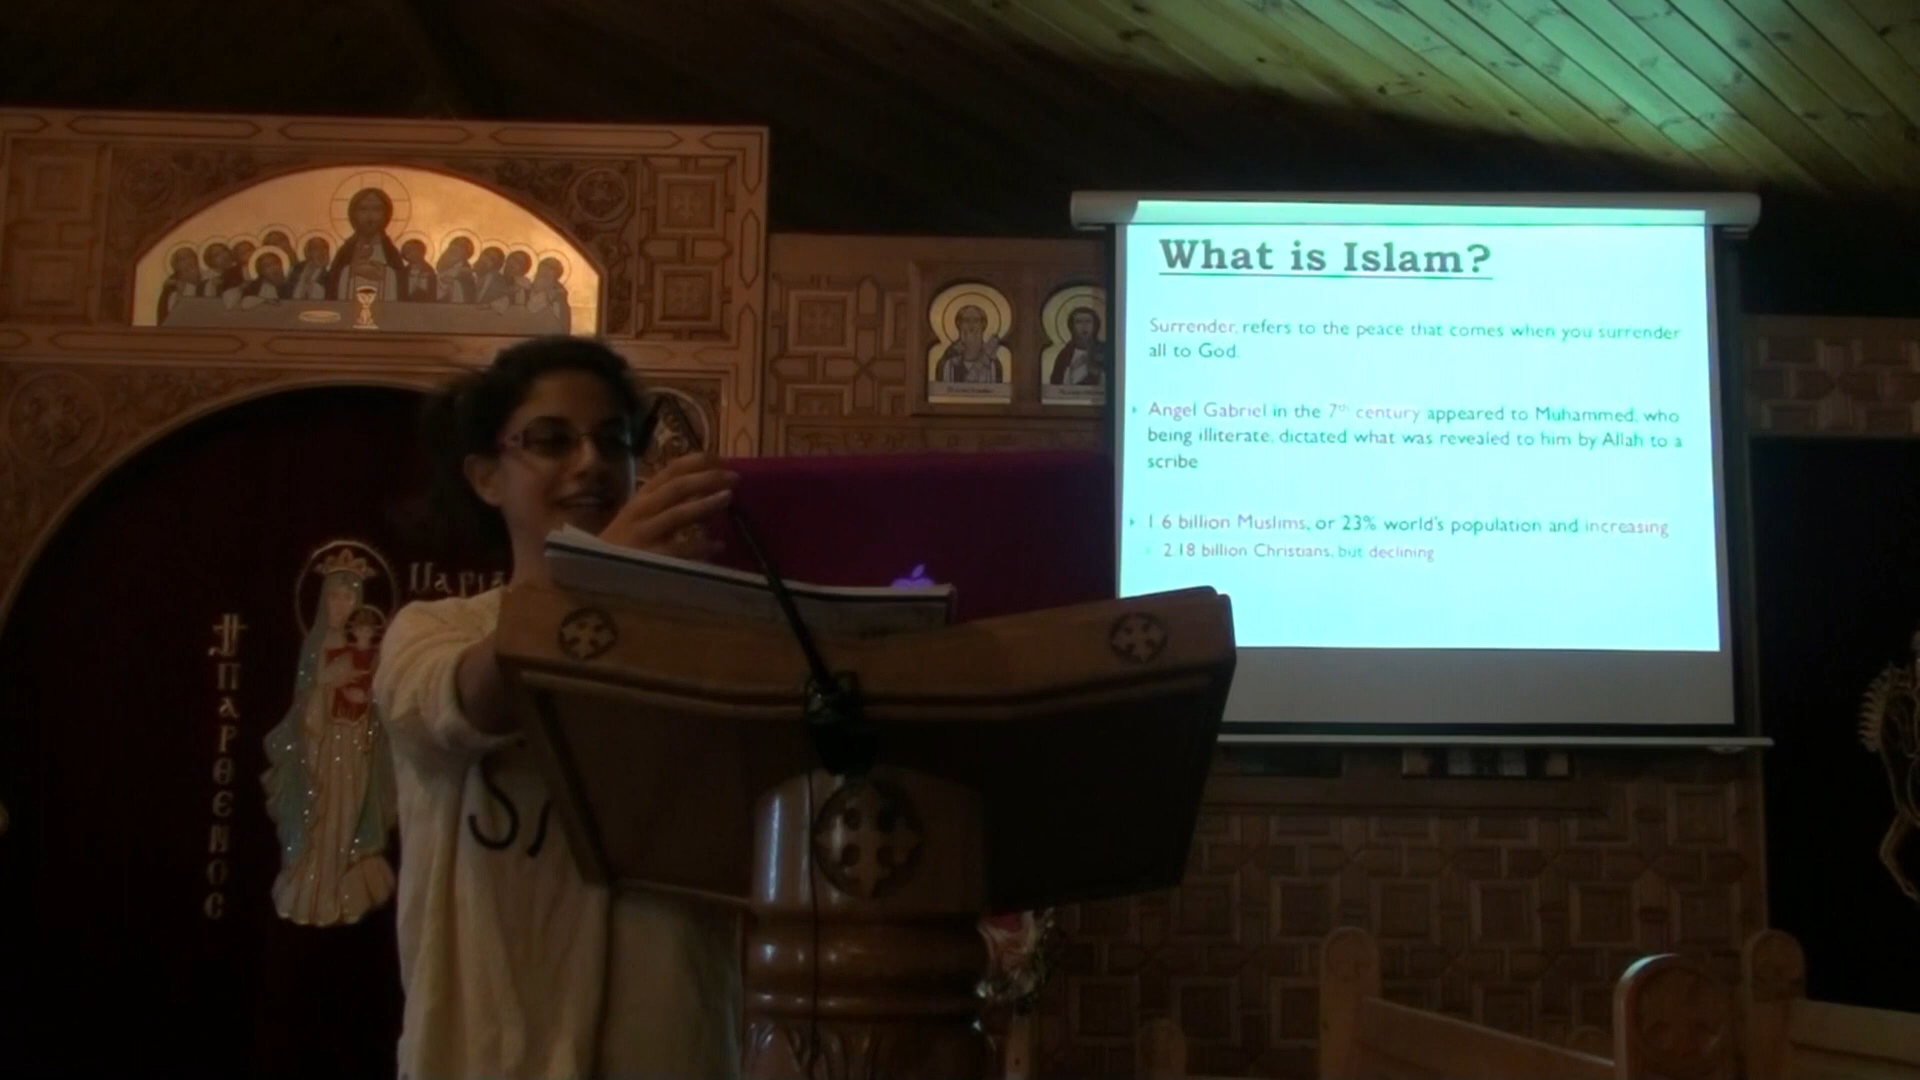 What is Islam?
Surrender, refers to the peace that comes when you surrender
all to God.
Angel Gabriel in the 7th century appeared to Muhammed, who
being illiterate, dictated what was revealed to him by Allah to a
scribe
1.6 billion Muslims, or 23% world's population and increasing
2.18 billion Christians, but declining
ϮΠΑΡΘΕΝΟС